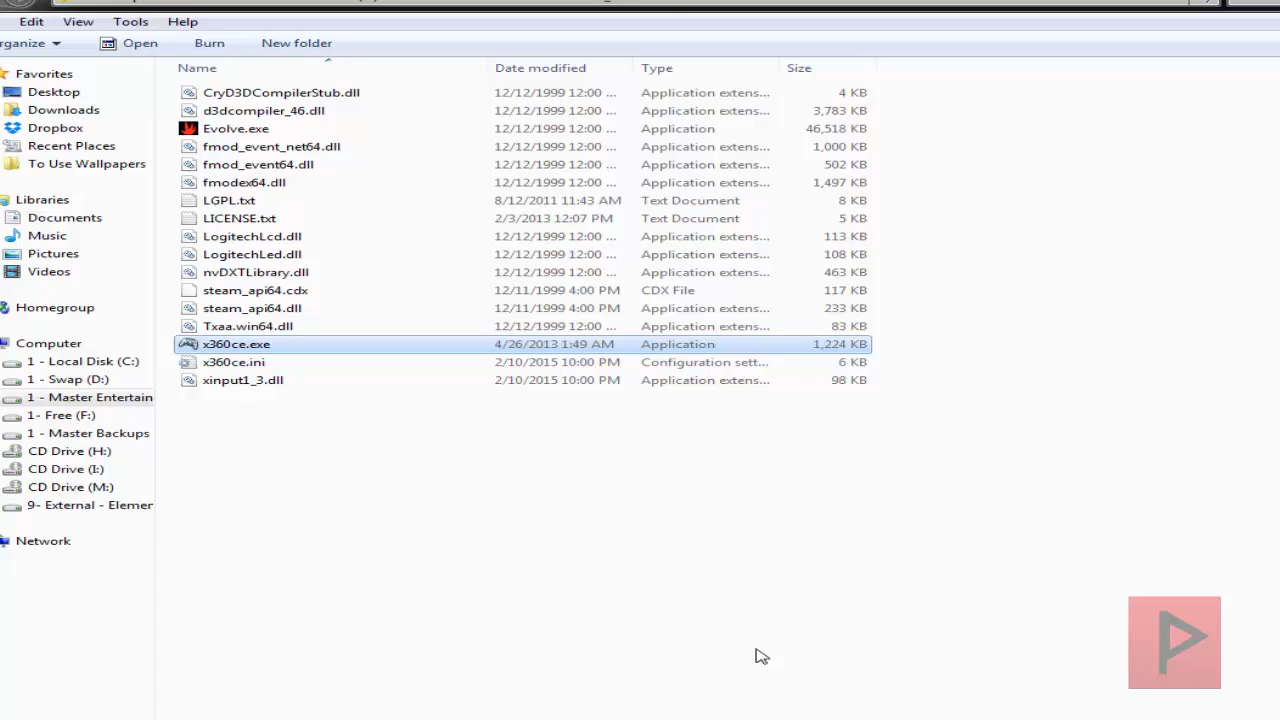 Edit View Tools Help
rganize Open Burn New folder
Name Date modified Type Size
Favorites
Desktop
Downloads
Dropbox
Recent Places
To Use Wallpapers
Libraries
Documents
Music
Pictures
Videos
Homegroup
Computer
1 - Local Disk (C:)
1 - Swap (D:)
1 - Master Entertain
1- Free (F:)
1 - Master Backups
CD Drive (H:)
CD Drive (I:)
CD Drive (M:)
9- External - Elemer
Network
CryD3DCompilerStub.dll 12/12/1999 12:00 ... Application extens... 4 KB
d3dcompiler_46.dll 12/12/1999 12:00 ... Application extens... 3,783 KB
Evolve.exe 12/12/1999 12:00 ... Application 46,518 KB
fmod_event_net64.dll 12/12/1999 12:00 ... Application extens... 1,000 KB
fmod_event64.dll 12/12/1999 12:00 ... Application extens... 502 KB
fmodex64.dll 12/12/1999 12:00 ... Application extens... 1,497 KB
LGPL.txt 8/12/2011 11:43 AM Text Document 8 KB
LICENSE.txt 2/3/2013 12:07 PM Text Document 5 KB
LogitechLcd.dll 12/12/1999 12:00 ... Application extens... 113 KB
LogitechLed.dll 12/12/1999 12:00 ... Application extens... 108 KB
nvDXTLibrary.dll 12/12/1999 12:00 ... Application extens... 463 KB
steam_api64.cdx 12/11/1999 4:00 PM CDX File 117 KB
steam_api64.dll 12/11/1999 4:00 PM Application extens... 233 KB
Txaa.win64.dll 12/12/1999 12:00 ... Application extens... 83 KB
x360ce.exe 4/26/2013 1:49 AM Application 1,224 KB
x360ce.ini 2/10/2015 10:00 PM Configuration sett... 6 KB
xinput1_3.dll 2/10/2015 10:00 PM Application extens... 98 KB